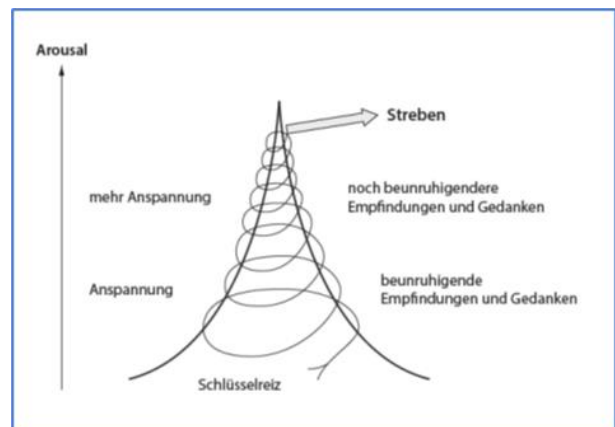 Arousal
Streben
mehr Anspannung
noch beunruhigendere
Empfindungen und Gedanken
Anspannung
beunruhigende
Empfindungen und Gedanken
Schlüsselreiz